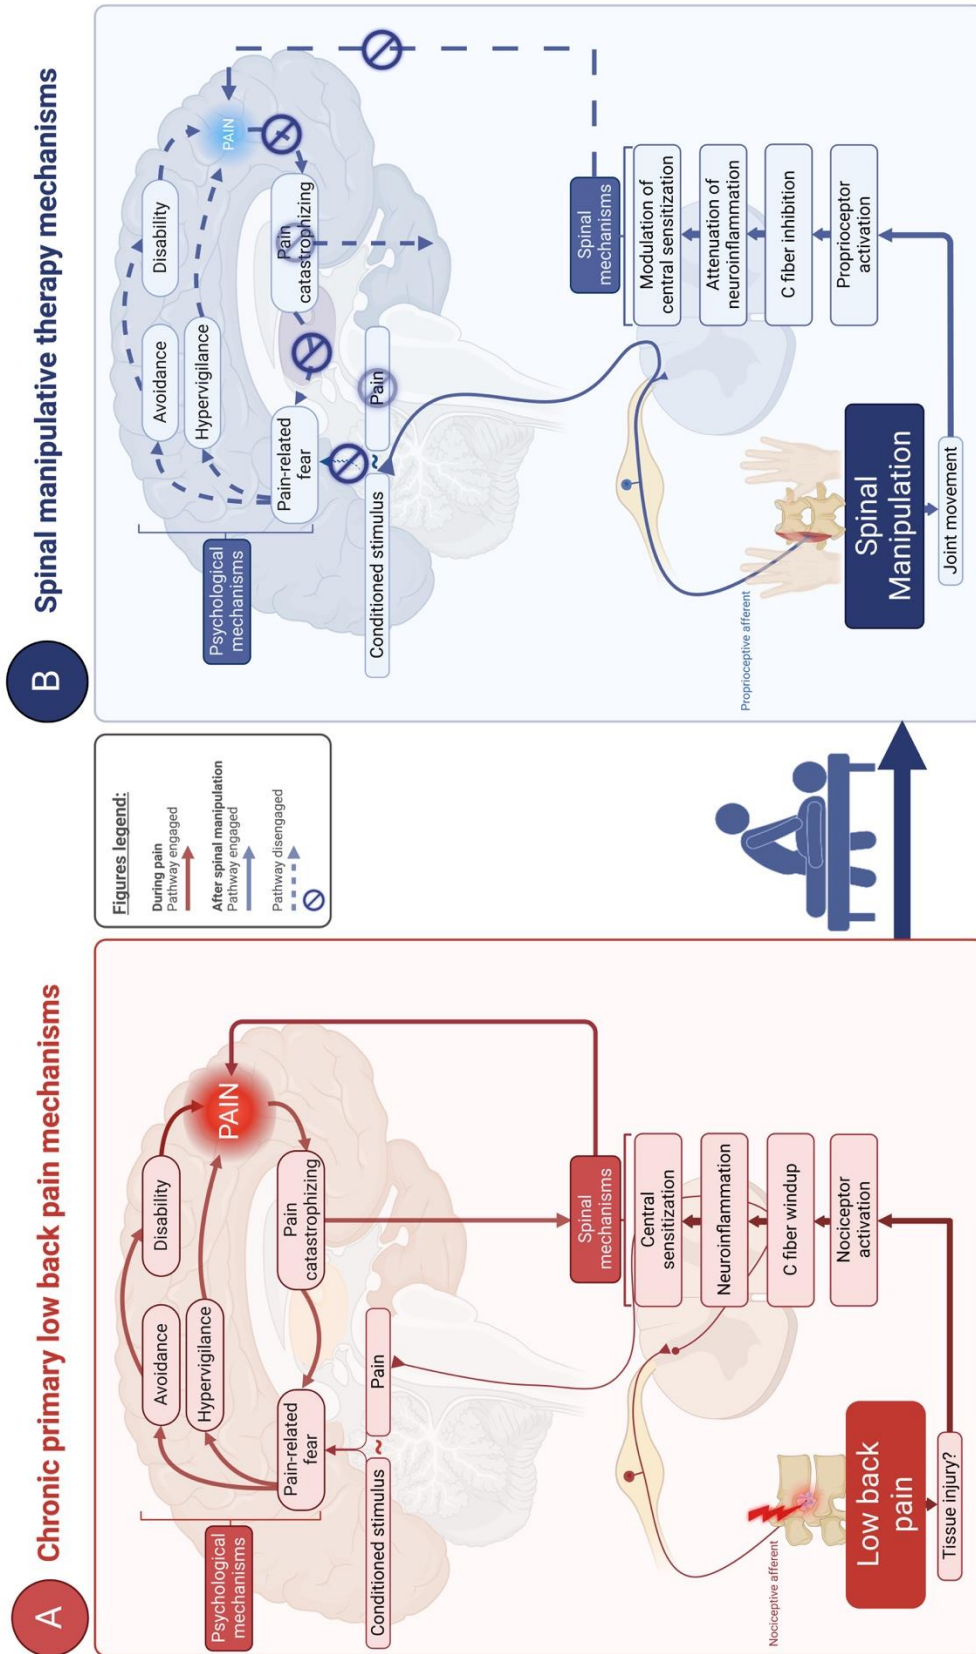 A
Chronic primary low back pain mechanisms
Psychological
mechanisms
Avoidance
Disability
Hypervigilance
PAIN
Pain-related
fear
Pain
catastrophizing
Conditioned stimulus
~
Pain
Spinal
mechanisms
Central
sensitization
Neuroinflammation
C fiber windup
Nociceptor
activation
Nociceptive afferent
Low back
pain
Tissue injury?
Figures legend:
During pain
Pathway engaged
After spinal manipulation
Pathway engaged
Pathway disengaged
B
Spinal manipulative therapy mechanisms
Psychological
mechanisms
Avoidance
Disability
Hypervigilance
PAIN
Pain-related
fear
Pain
catastrophizing
Conditioned stimulus
~
Pain
Spinal
mechanisms
Modulation of
central sensitization
Attenuation of
neuroinflammation
C fiber inhibition
Proprioceptor
activation
Proprioceptive afferent
Spinal
Manipulation
Joint movement